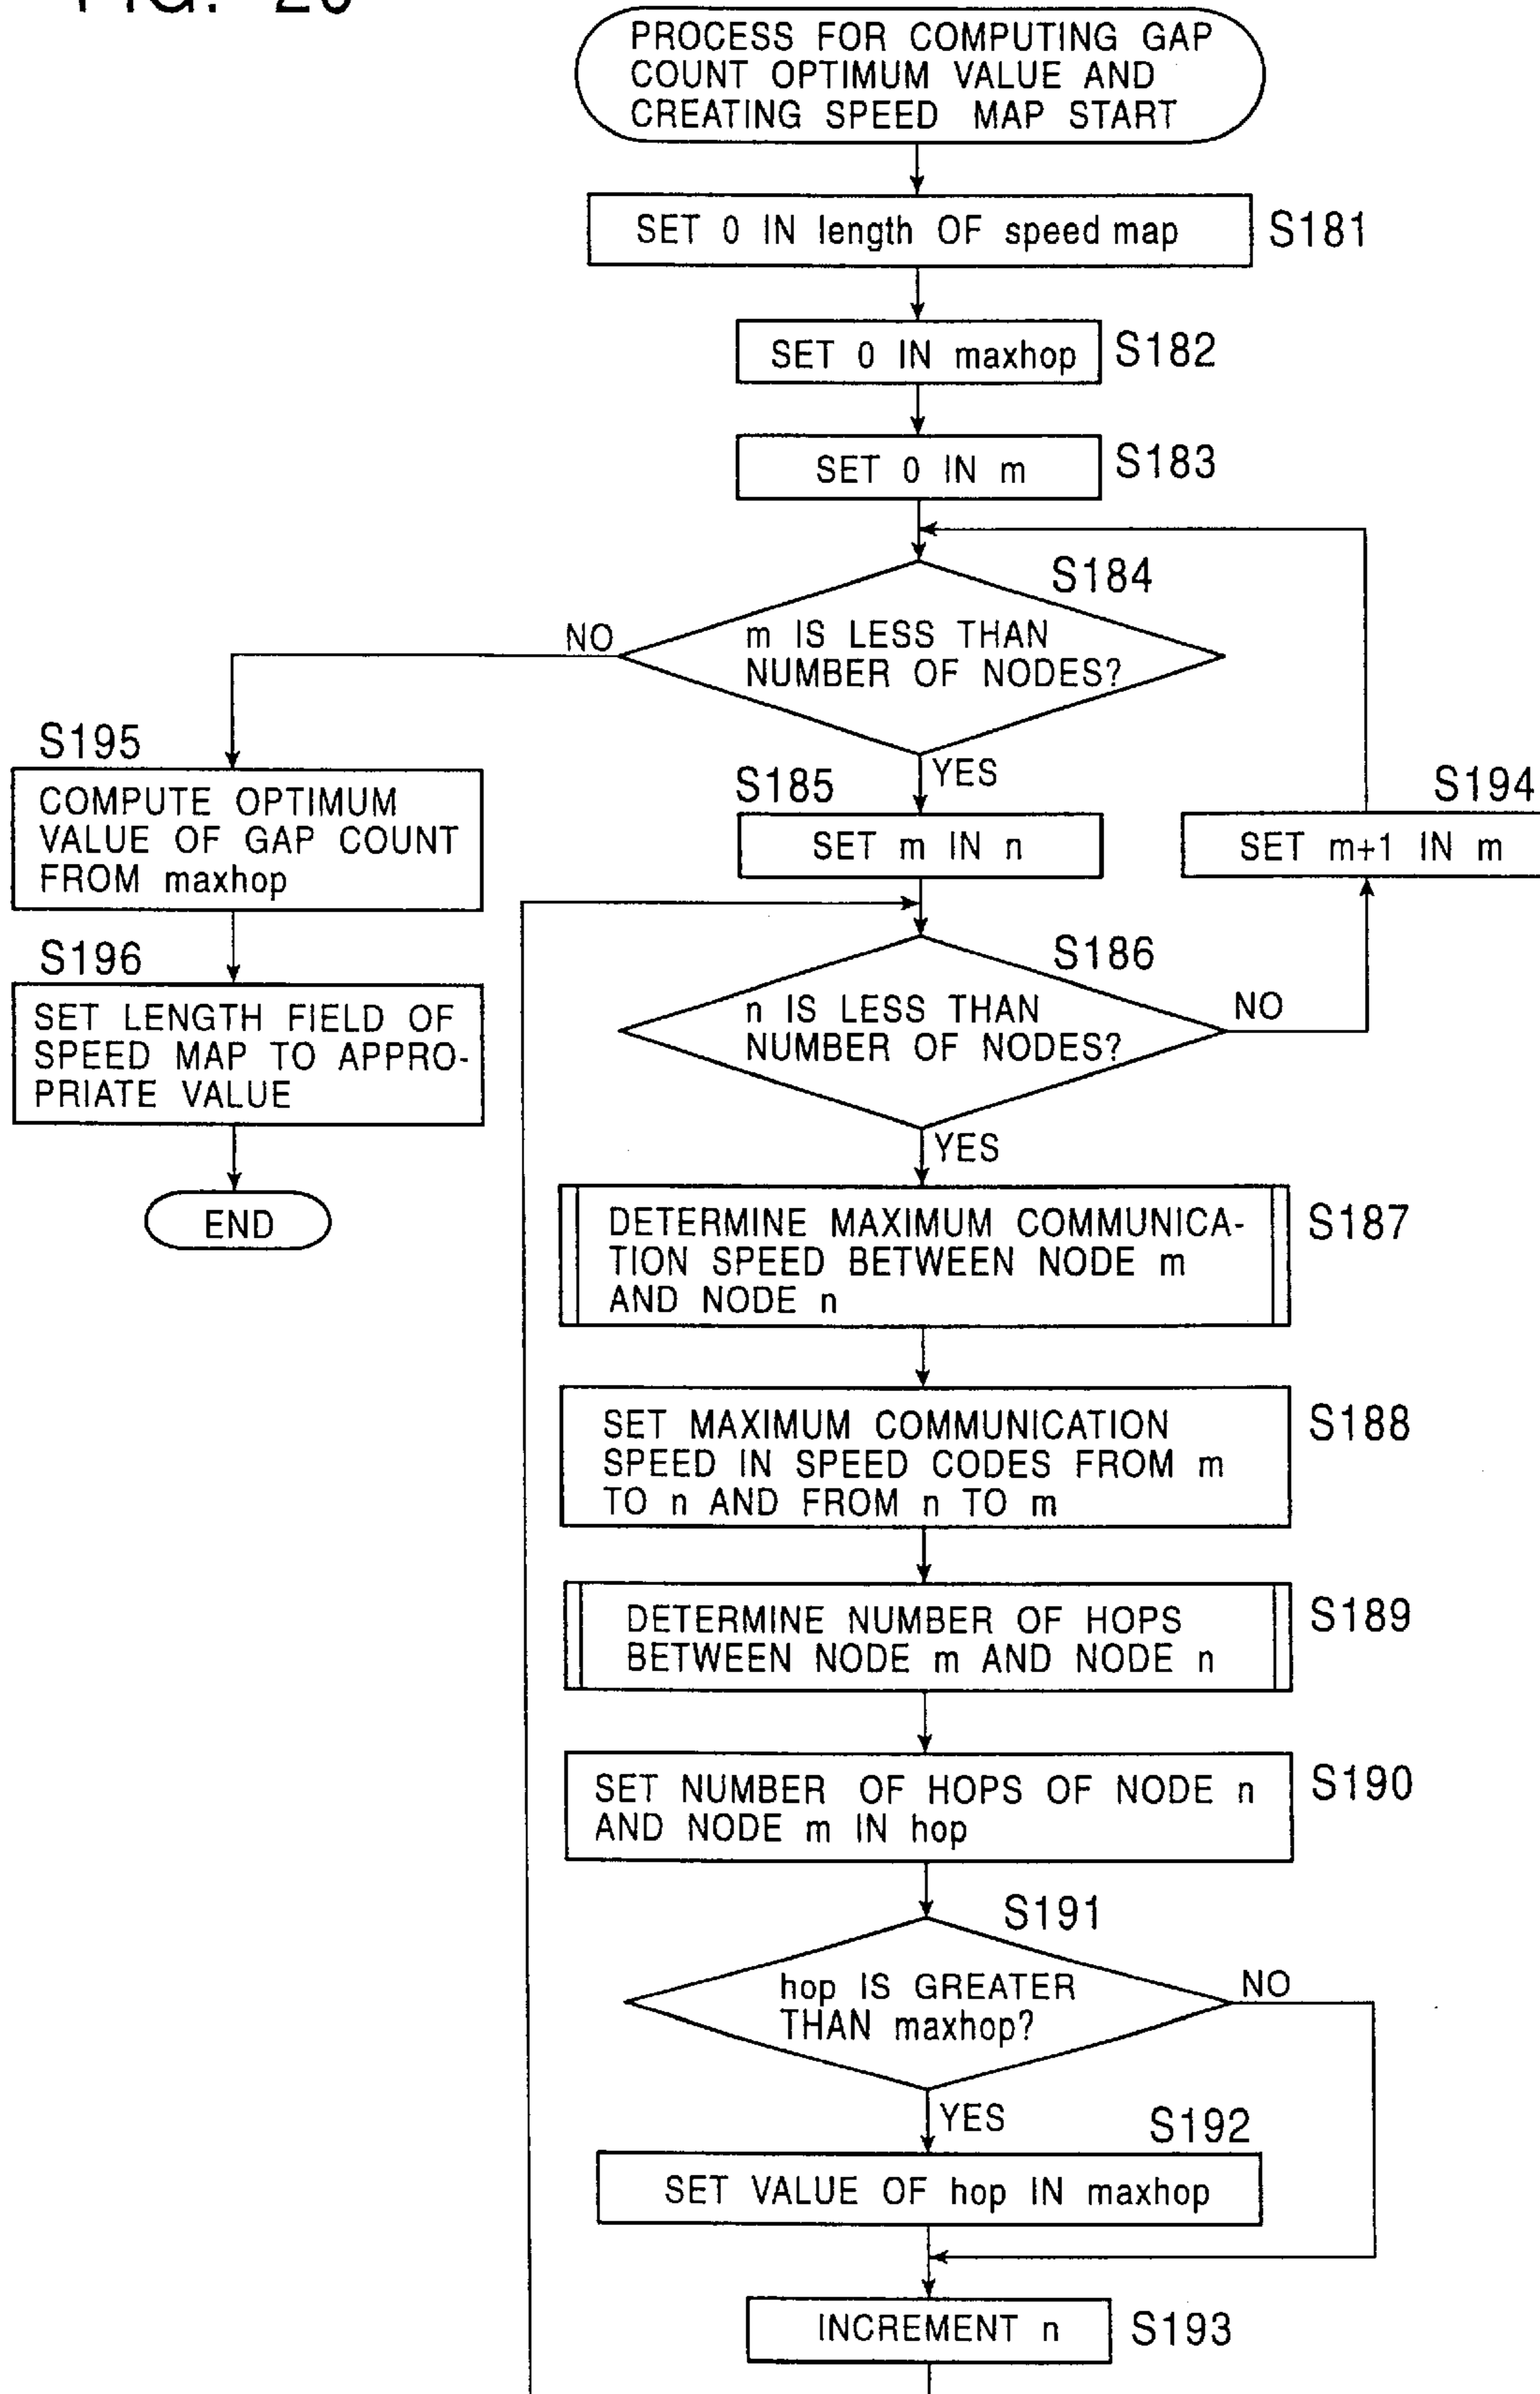 PROCESS FOR COMPUTING GAP
COUNT OPTIMUM VALUE AND
CREATING SPEED MAP START
SET 0 IN length OF speed map
S181
SET 0 IN maxhop
S182
SET 0 IN m
S183
S184
m IS LESS THAN
NUMBER OF NODES?
NO
YES
S195
COMPUTE OPTIMUM
VALUE OF GAP COUNT
FROM maxhop
S185
SET m IN n
S194
SET m+1 IN m
S196
SET LENGTH FIELD OF
SPEED MAP TO APPRO-
PRIATE VALUE
END
S186
n IS LESS THAN
NUMBER OF NODES?
NO
YES
DETERMINE MAXIMUM COMMUNICA-
TION SPEED BETWEEN NODE m
AND NODE n
S187
SET MAXIMUM COMMUNICATION
SPEED IN SPEED CODES FROM m
TO n AND FROM n TO m
S188
DETERMINE NUMBER OF HOPS
BETWEEN NODE m AND NODE n
S189
SET NUMBER OF HOPS OF NODE n
AND NODE m IN hop
S190
S191
hop IS GREATER
THAN maxhop?
NO
YES
S192
SET VALUE OF hop IN maxhop
INCREMENT n
S193